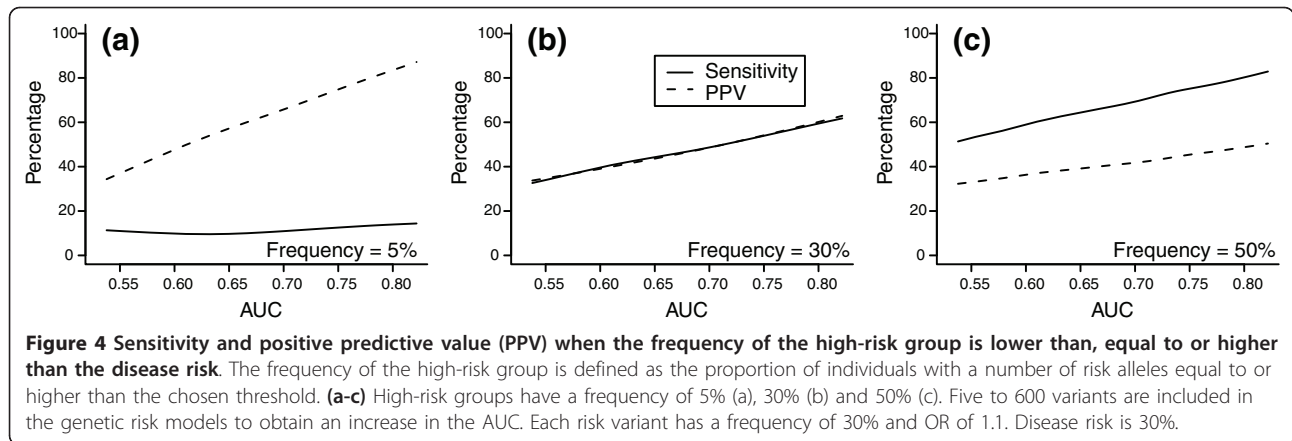 (a)
(b)
(c)
100
80
60
40
20
0
Percentage
0.55 0.60 0.65 0.70 0.75 0.80
AUC
Frequency = 5%
100
80
60
40
20
0
Percentage
Sensitivity
PPV
0.55 0.60 0.65 0.70 0.75 0.80
AUC
Frequency = 30%
100
80
60
40
20
0
Percentage
0.55 0.60 0.65 0.70 0.75 0.80
AUC
Frequency = 50%
Figure 4 Sensitivity and positive predictive value (PPV) when the frequency of the high-risk group is lower than, equal to or higher
than the disease risk. The frequency of the high-risk group is defined as the proportion of individuals with a number of risk alleles equal to or
higher than the chosen threshold. (a-c) High-risk groups have a frequency of 5% (a), 30% (b) and 50% (c). Five to 600 variants are included in
the genetic risk models to obtain an increase in the AUC. Each risk variant has a frequency of 30% and OR of 1.1. Disease risk is 30%.